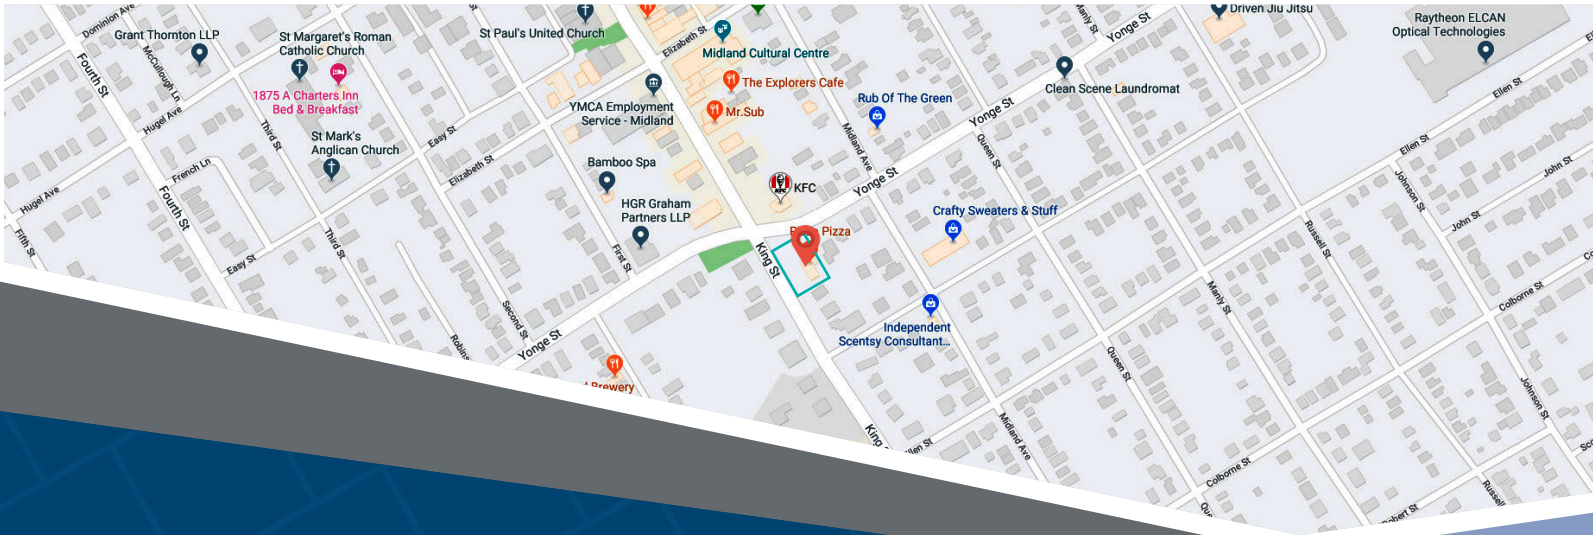 Dominion Ave
Grant Thornton LLP
McCullough Ln
Fourth St
St Margaret's Roman
Catholic Church
1875 A Charters Inn
Bed & Breakfast
Hugel Ave
Third St
St Mark's
Anglican Church
French Ln
Easy St
Elizabeth St
Hugel Ave
Fourth St
Fifth St
Third St
Easy St
St Paul's United Church
Elizabeth St
Midland Cultural Centre
The Explorers Cafe
Mr.Sub
YMCA Employment
Service - Midland
Bamboo Spa
HGR Graham
Partners LLP
First St
KFC
KFC
Pizza
King St
Second St
Yonge St
Brewery
King
Driven Jiu Jitsu
Manly St
Yonge St
Raytheon ELCAN
Optical Technologies
Clean Scene Laundromat
Rub Of The Green
Midland Ave
Yonge St
Queen St
Yonge St
Crafty Sweaters & Stuff
Independent
Scentsy Consultant...
Ellen St
Ellen St
John St
Johnson St
John St
Russell St
Manly St
Colborne St
Queen St
Midland Ave
Johnson St
Colborne St